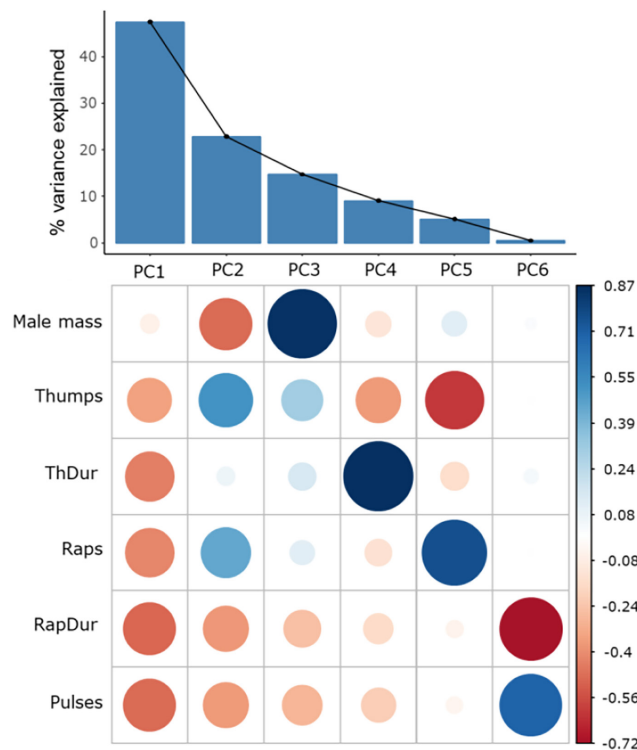 % variance explained
40
30
20
10
0
PC1 PC2 PC3 PC4 PC5 PC6
Male mass
Thumps
ThDur
Raps
RapDur
Pulses
0.87
0.71
0.55
0.39
0.24
0.08
-0.08
-0.24
-0.4
-0.56
-0.72